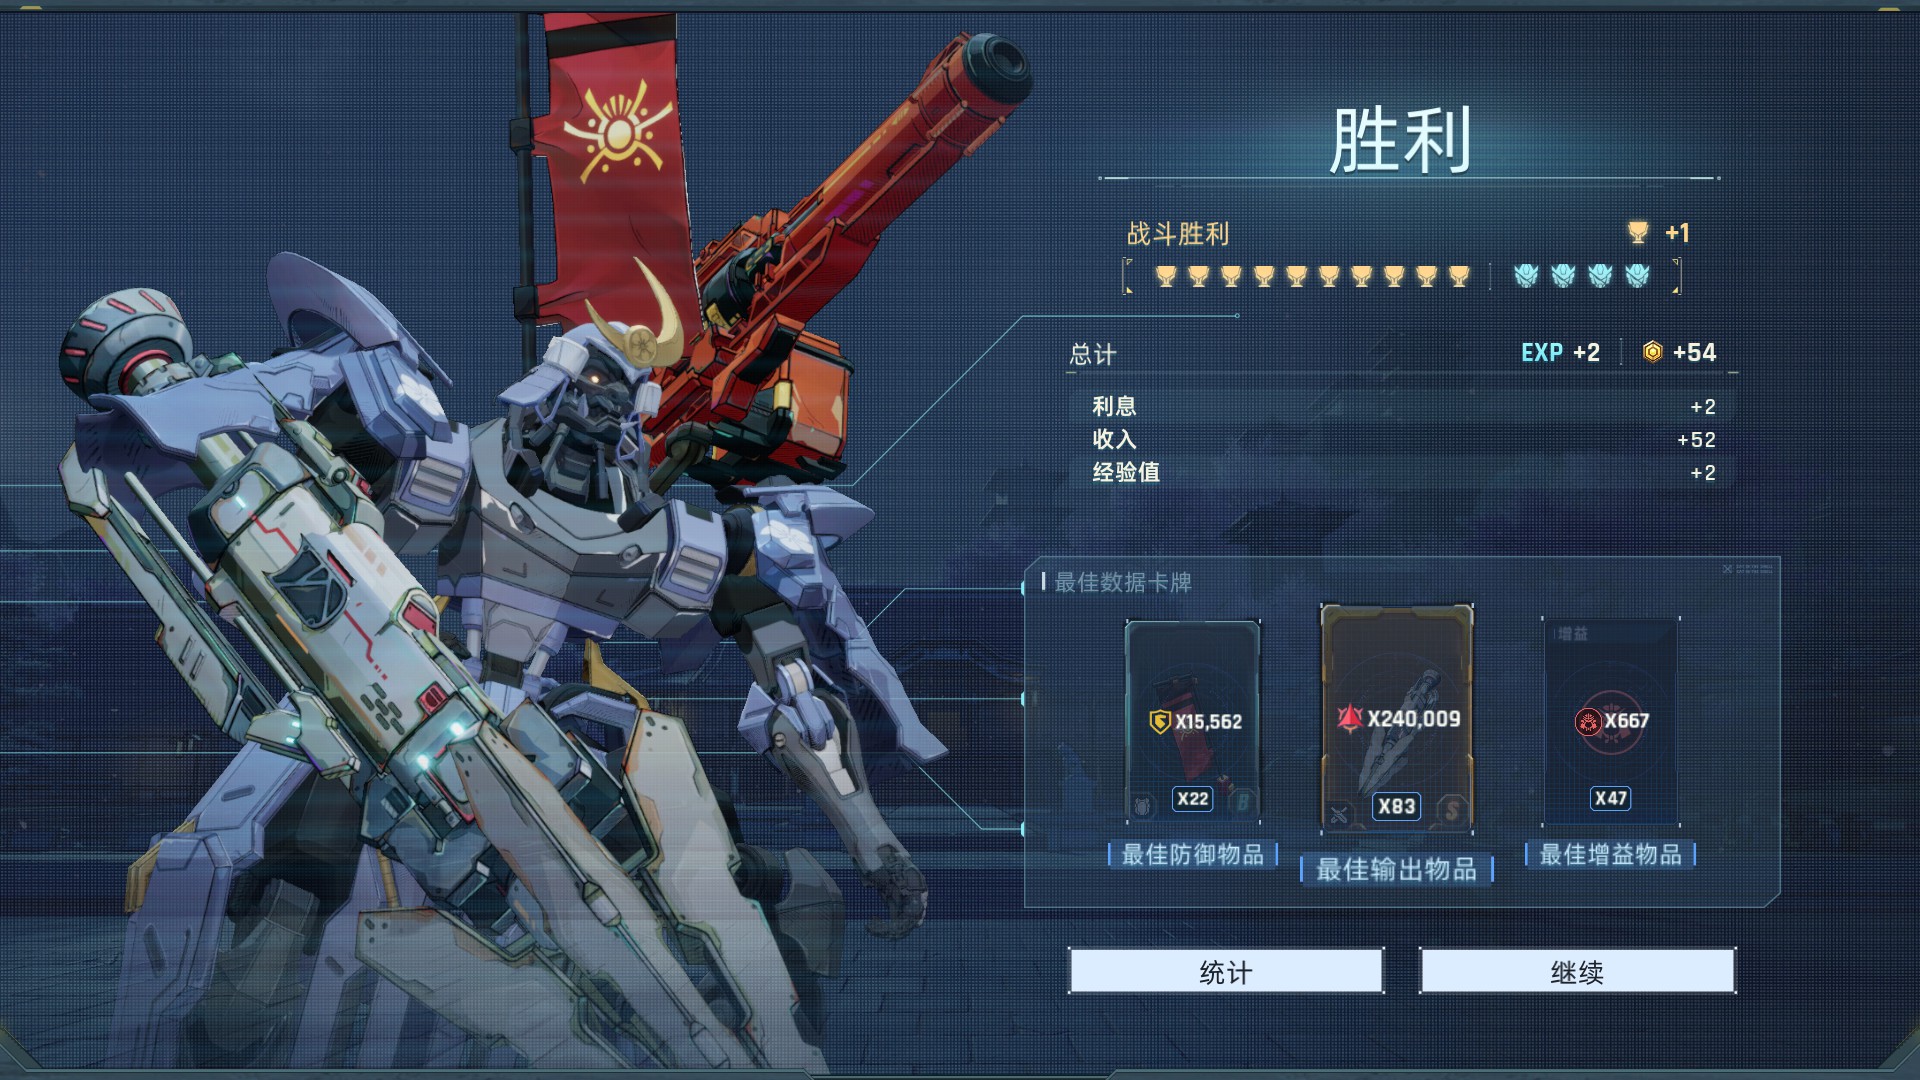 胜利
战斗胜利 +1
总计 EXP +2 +54
利息 +2
收入 +52
经验值 +2
最佳数据卡牌
增益
X15,562
X240,009
X667
X22 B
X83 S
X47
最佳防御物品
最佳输出物品
最佳增益物品
统计
继续